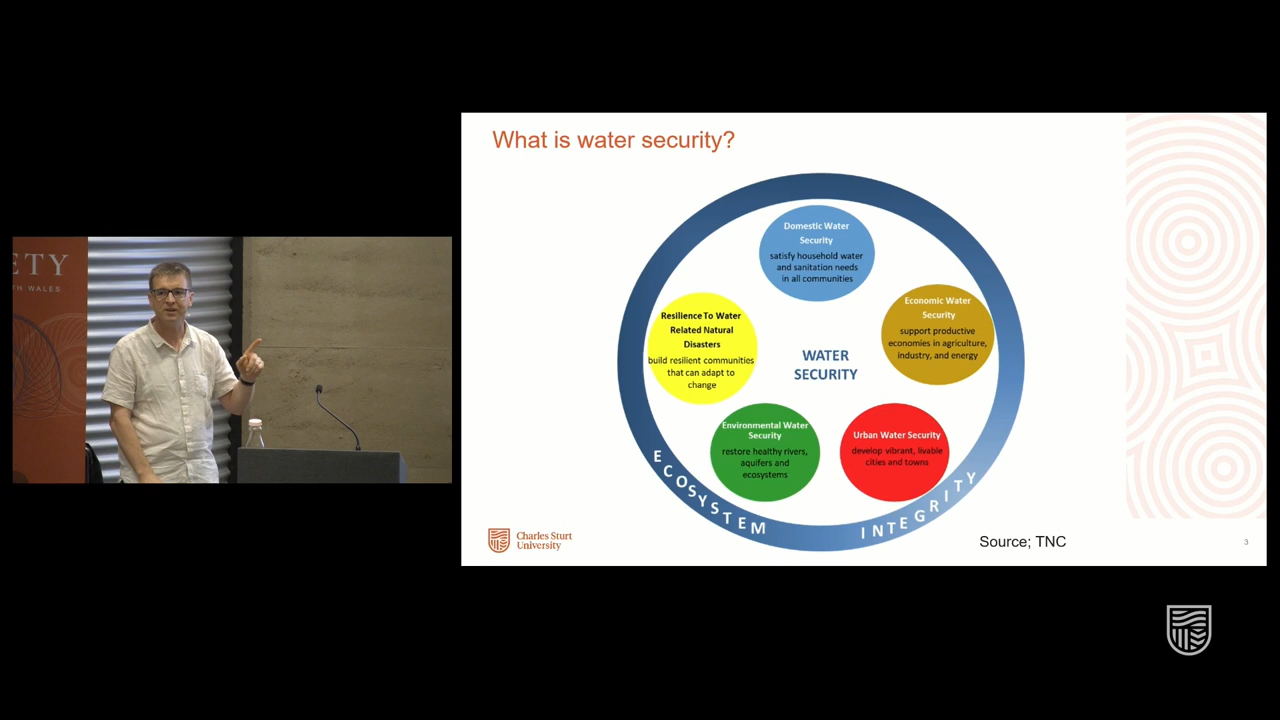 ETY
TH WALES
What is water security?
Domestic Water
Security
satisfy household water
and sanitation needs
in all communities
Economic Water
Security
support productive
economies in agriculture,
industry, and energy
Resilience To Water
Related Natural
Disasters
build resilient communities
that can adapt to
change
WATER
SECURITY
Environmental Water
Security
restore healthy rivers,
aquifers and
ecosystems
Urban Water Security
develop vibrant, livable
cities and towns
ECOSYSTEM INTEGRITY
Charles Sturt
University
Source; TNC
3